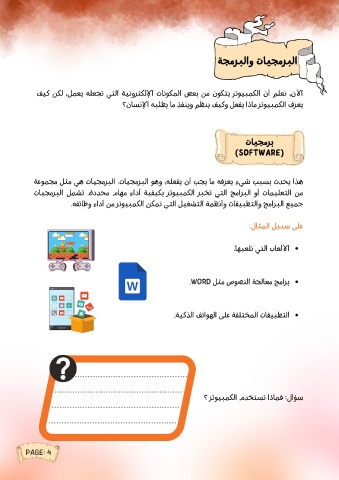 البرمجيات والبرمجة
الآن، نعلم أن الكمبيوتر يتكون من بعض المكونات الإلكترونية التي تجعله يعمل، لكن كيف
يعرف الكمبيوتر ماذا يفعل وكيف ينظم وينفذ ما يطلبه الإنسان؟
برمجيات
(SOFTWARE)
هذا يحدث بسبب شيء يعرفه ما يجب أن يفعله، وهو البرمجيات. البرمجيات هي مثل مجموعة
من التعليمات أو البرامج التي تخبر الكمبيوتر بكيفية أداء مهام محددة. تشمل البرمجيات
جميع البرامج والتطبيقات وأنظمة التشغيل التي تمكن الكمبيوتر من أداء وظائفه.
على سبيل المثال:
• الألعاب التي نلعبها.
• برامج معالجة النصوص مثل WORD.
W
• التطبيقات المختلفة على الهواتف الذكية.
?
سؤال: فماذا تستخدم الكمبيوتر ؟
PAGE: 4